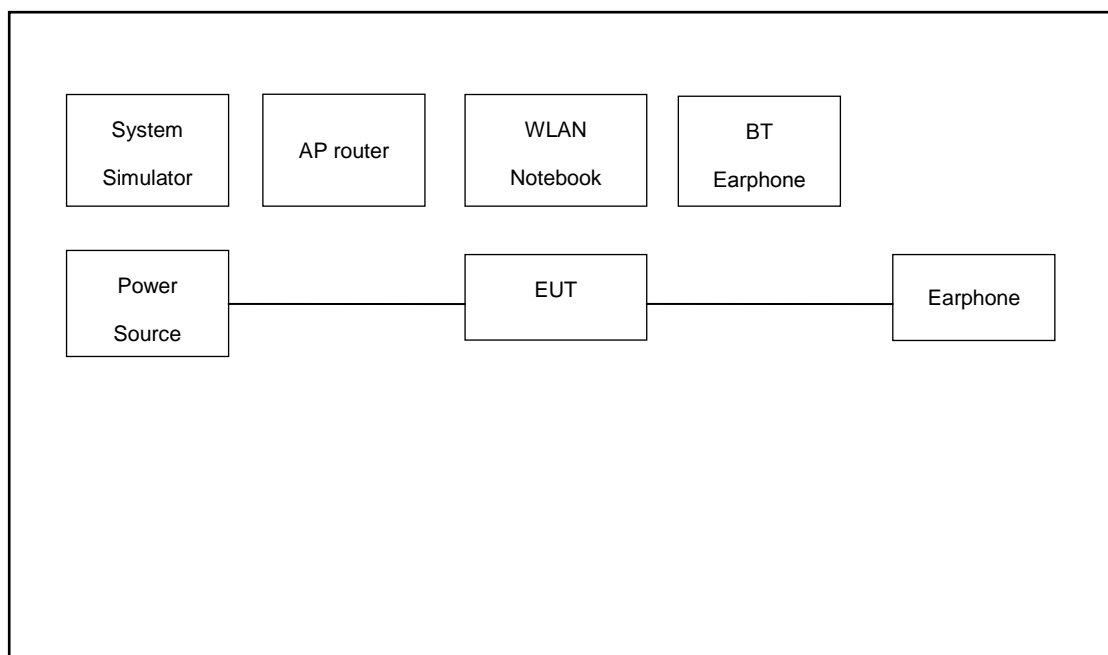 System
Simulator
AP router
WLAN
Notebook
BT
Earphone
Power
Source
EUT
Earphone